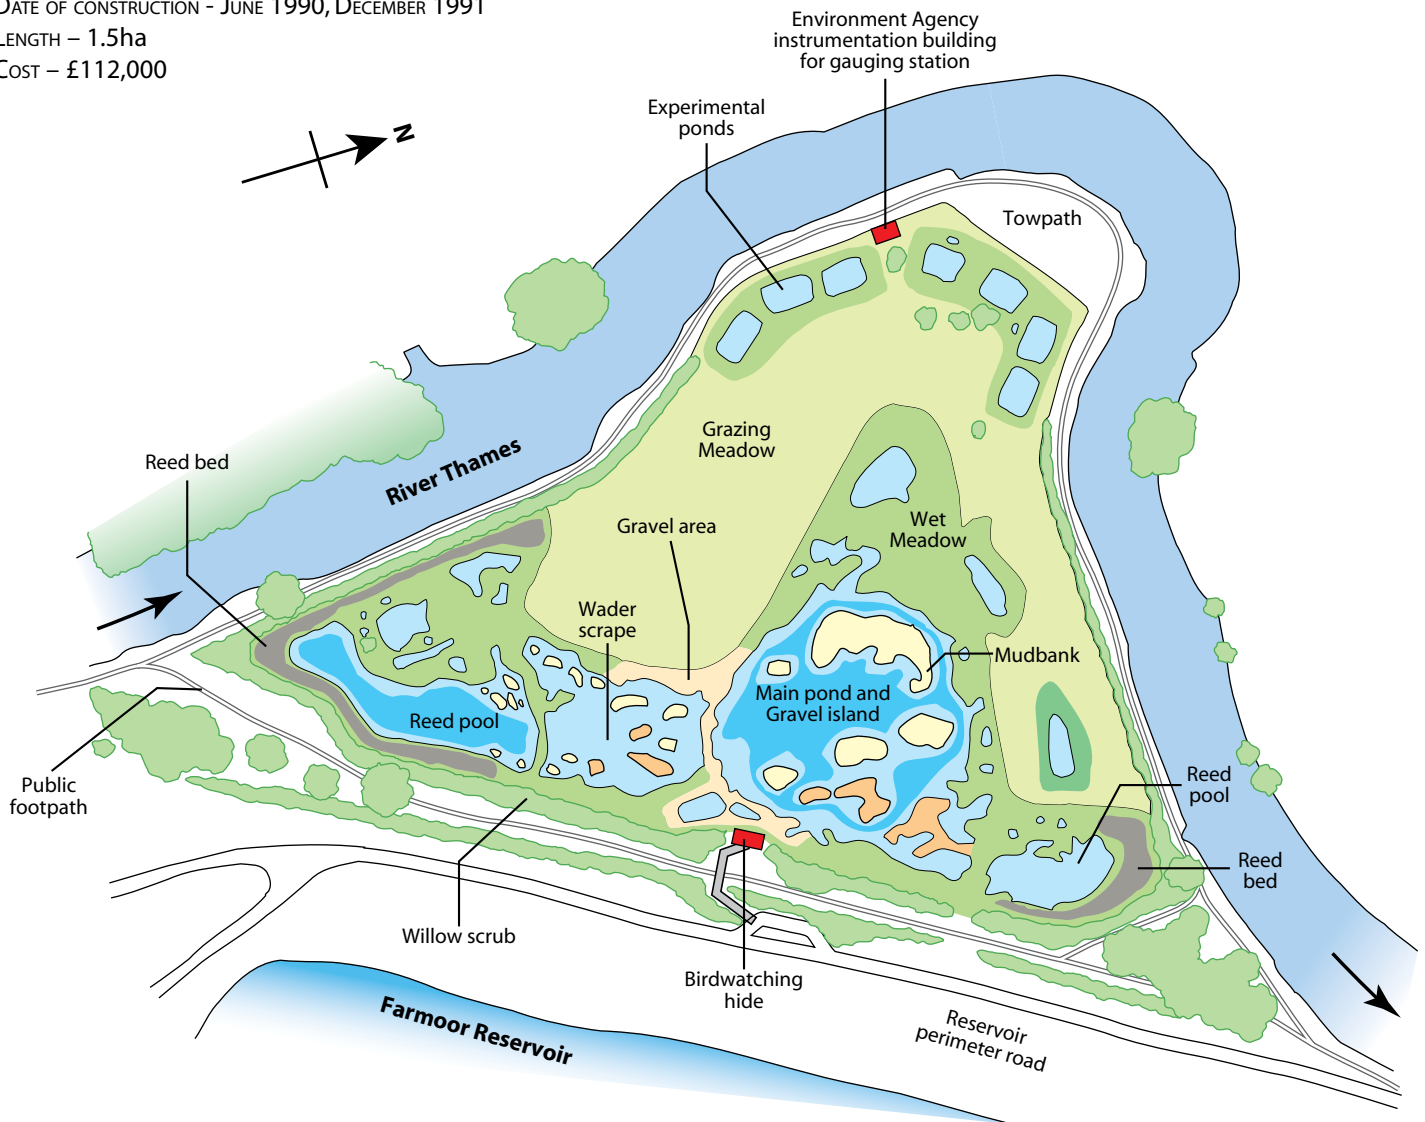 DATE OF CONSTRUCTION - JUNE 1990, DECEMBER 1991
LENGTH – 1.5ha
COST – £112,000
Environment Agency
instrumentation building
for gauging station
Experimental
ponds
N
Towpath
Grazing
Meadow
River Thames
Reed bed
Gravel area
Wet
Meadow
Wader
scrape
Mudbank
Main pond and
Gravel island
Reed pool
Public
footpath
Reed
pool
Reed
bed
Willow scrub
Birdwatching
hide
Farmoor Reservoir
Reservoir
perimeter road